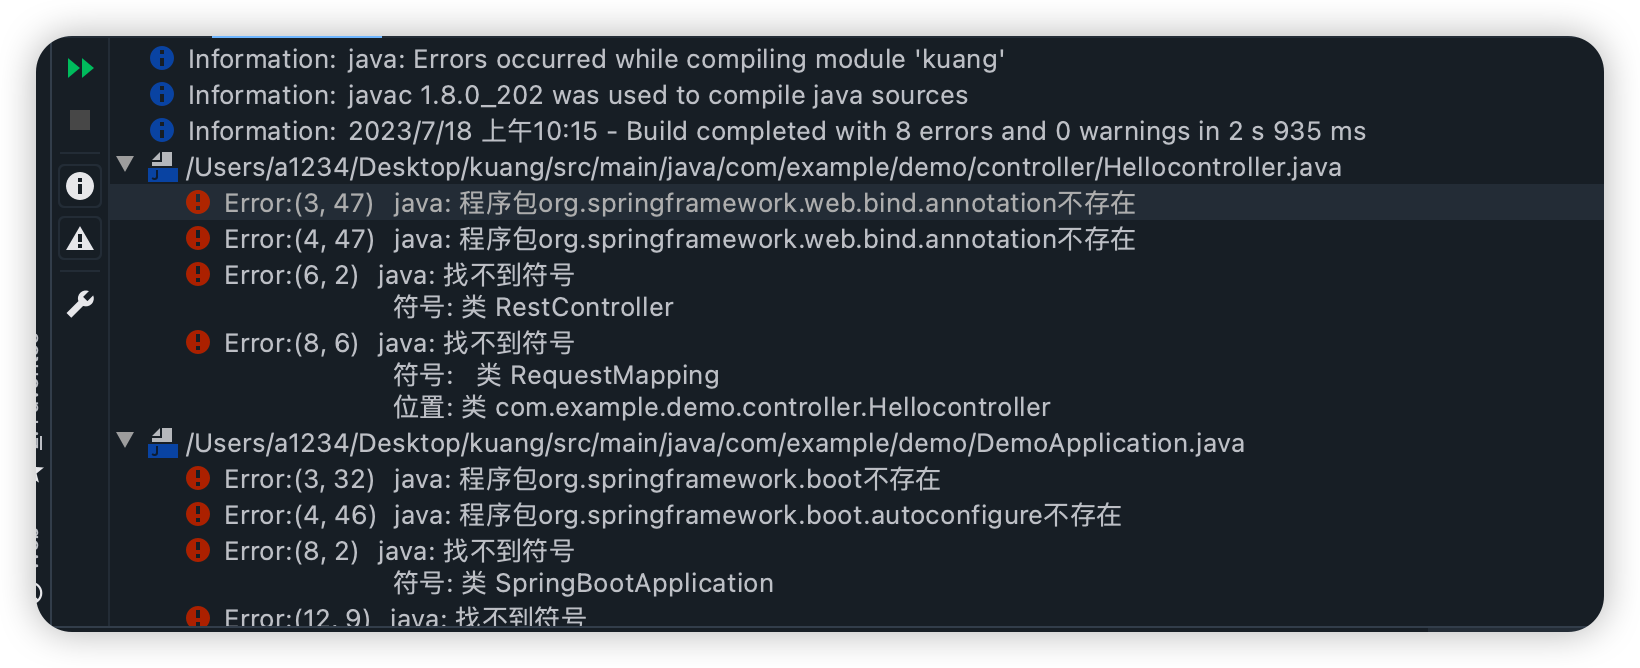 Information: java: Errors occurred while compiling module 'kuang'
Information: javac 1.8.0_202 was used to compile java sources
Information: 2023/7/18 上午10:15 - Build completed with 8 errors and 0 warnings in 2 s 935 ms
/Users/a1234/Desktop/kuang/src/main/java/com/example/demo/controller/Hellocontroller.java
Error:(3, 47) java: 程序包org.springframework.web.bind.annotation不存在
Error:(4, 47) java: 程序包org.springframework.web.bind.annotation不存在
Error:(6, 2) java: 找不到符号
符号: 类 RestController
Error:(8, 6) java: 找不到符号
符号: 类 RequestMapping
位置: 类 com.example.demo.controller.Hellocontroller
/Users/a1234/Desktop/kuang/src/main/java/com/example/demo/DemoApplication.java
Error:(3, 32) java: 程序包org.springframework.boot不存在
Error:(4, 46) java: 程序包org.springframework.boot.autoconfigure不存在
Error:(8, 2) java: 找不到符号
符号: 类 SpringBootApplication
Error:(12, 9) java: 找不到符号